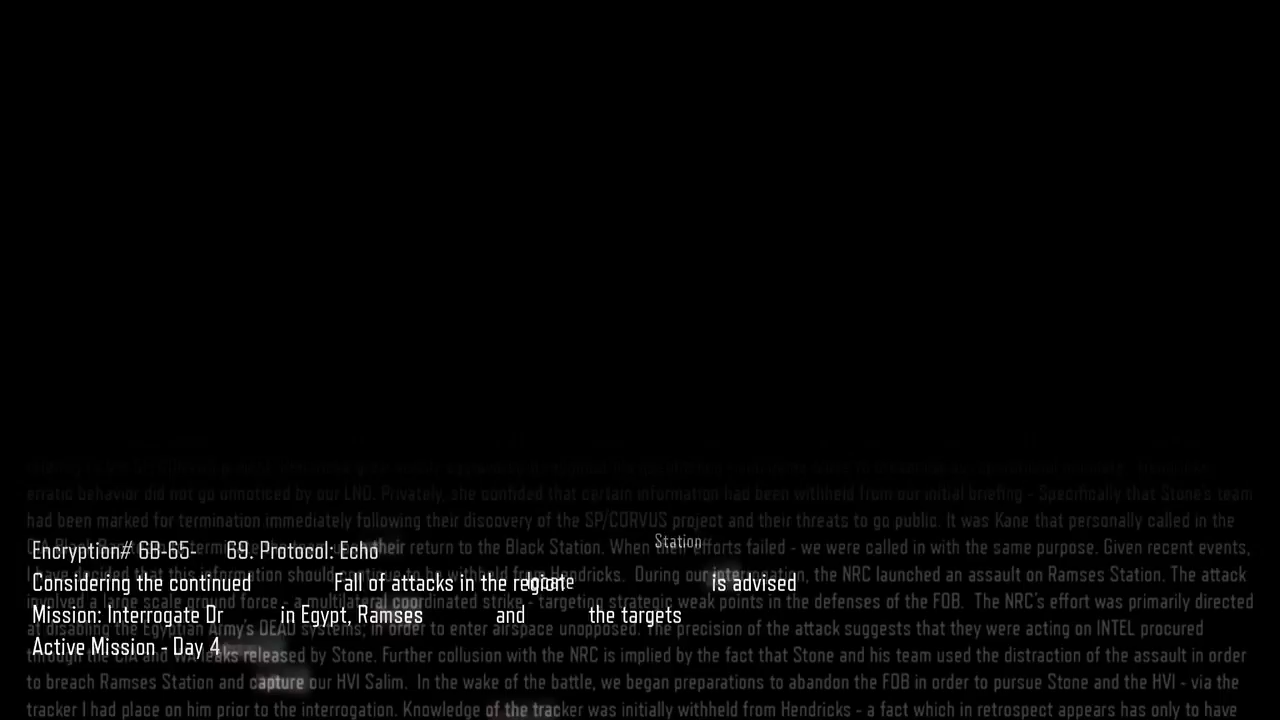 erratic behavior did not go unnoticed by our LNO. Privately, she confided that certain information had been withheld from our initial briefing - Specifically that Stone's team
had been marked for termination immediately following their discovery of the SP/CORVUS project and their threats to go public. It was Kane that personally called in the
Station
their return to the Black Station. When efforts failed - we were called in with the same purpose. Given recent events,
Encryption# 6B-65- 69. Protocol: Echo
I have decided that this information should continue to be withheld from Hendricks. During our interrogation, the NRC launched an assault on Ramses Station. The attack
Considering the continued Fall of attacks in the region is advised
locate
involved a large scale ground force - a multilateral coordinated strike - targeting strategic weak points in the defenses of the FOB. The NRC's effort was primarily directed
Mission: Interrogate Dr in Egypt, Ramses and the targets
at disabling the Egyptian Army's DEAD systems, in order to enter airspace unopposed. The precision of the attack suggests that they were acting on INTEL procured
Active Mission - Day 4
through the CIA and WA leaks released by Stone. Further collusion with the NRC is implied by the fact that Stone and his team used the distraction of the assault in order
to breach Ramses Station and capture our HVI Salim. In the wake of the battle, we began preparations to abandon the FOB in order to pursue Stone and the HVI - via the
tracker I had place on him prior to the interrogation. Knowledge of the tracker was initially withheld from Hendricks - a fact which in retrospect appears has only to have